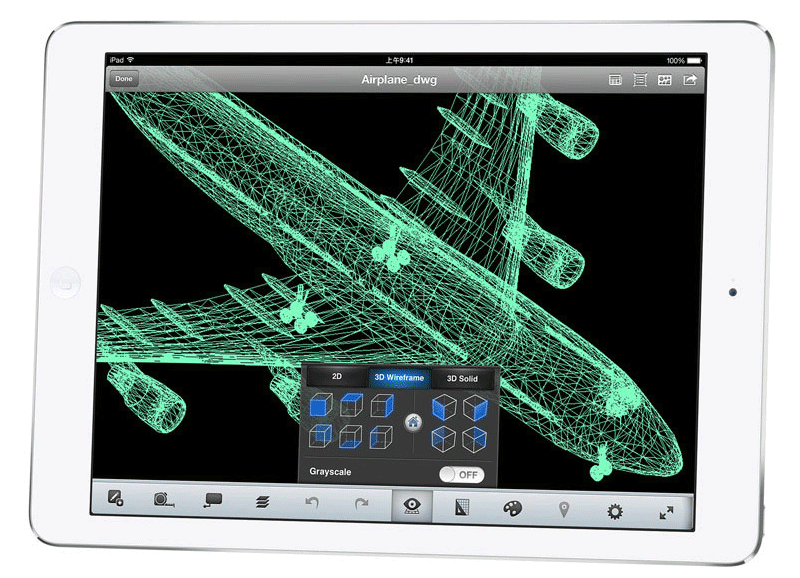 iPad 上午9:41 100%
Done Airplane_dwg
2D 3D Wireframe 3D Solid
Grayscale OFF